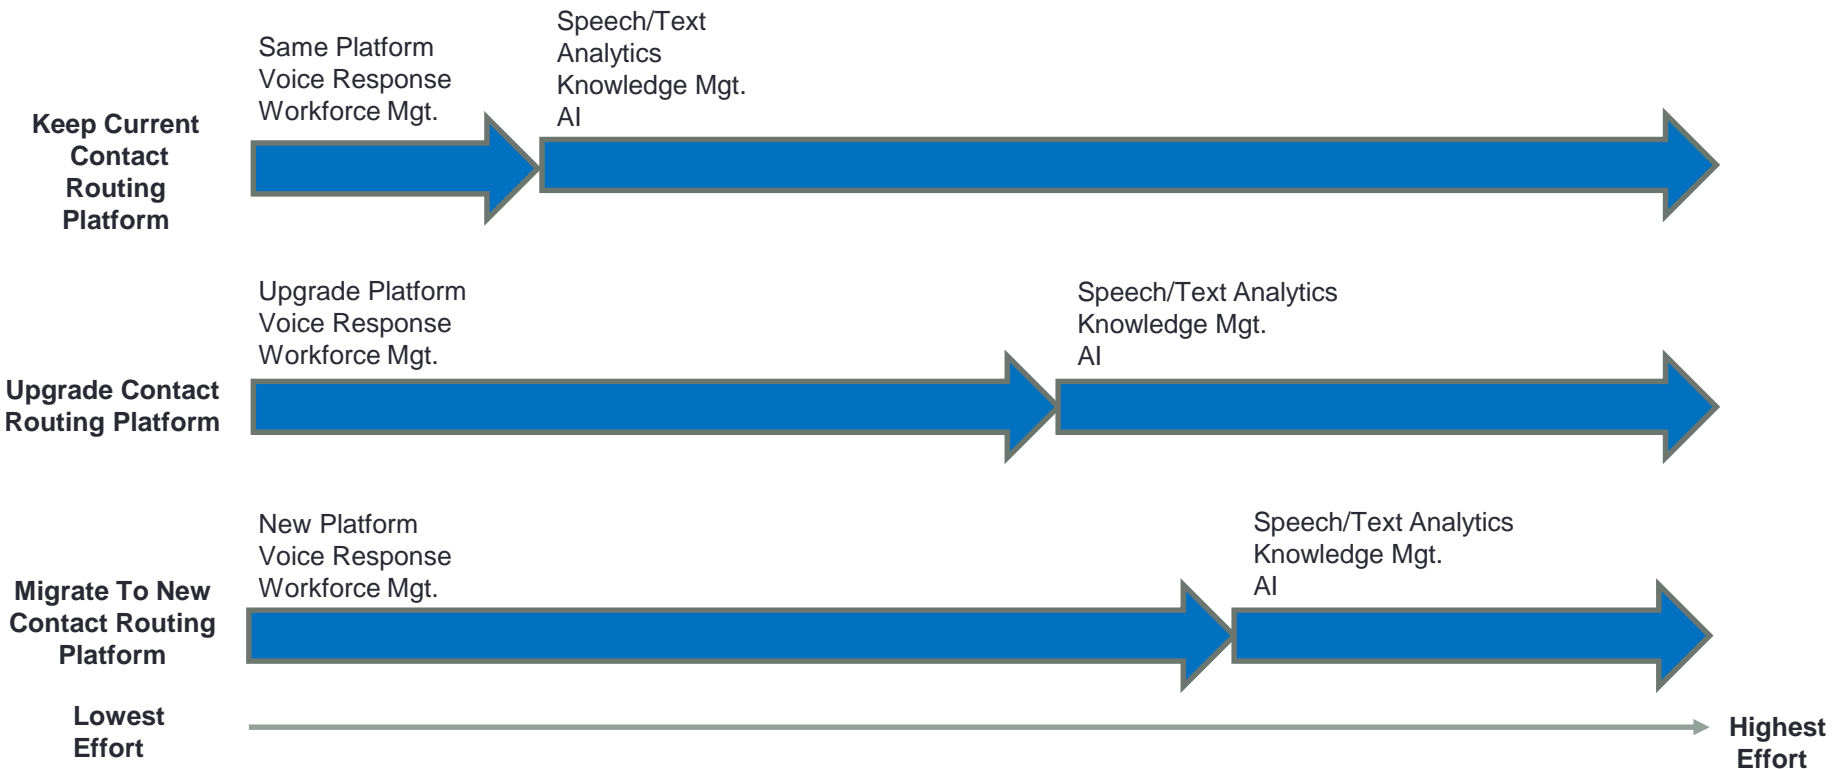 Keep Current
Contact
Routing
Platform
Same Platform
Voice Response
Workforce Mgt.
Speech/Text
Analytics
Knowledge Mgt.
AI
Upgrade Contact
Routing Platform
Upgrade Platform
Voice Response
Workforce Mgt.
Speech/Text Analytics
Knowledge Mgt.
AI
Migrate To New
Contact Routing
Platform
New Platform
Voice Response
Workforce Mgt.
Speech/Text Analytics
Knowledge Mgt.
AI
Lowest
Effort
Highest
Effort